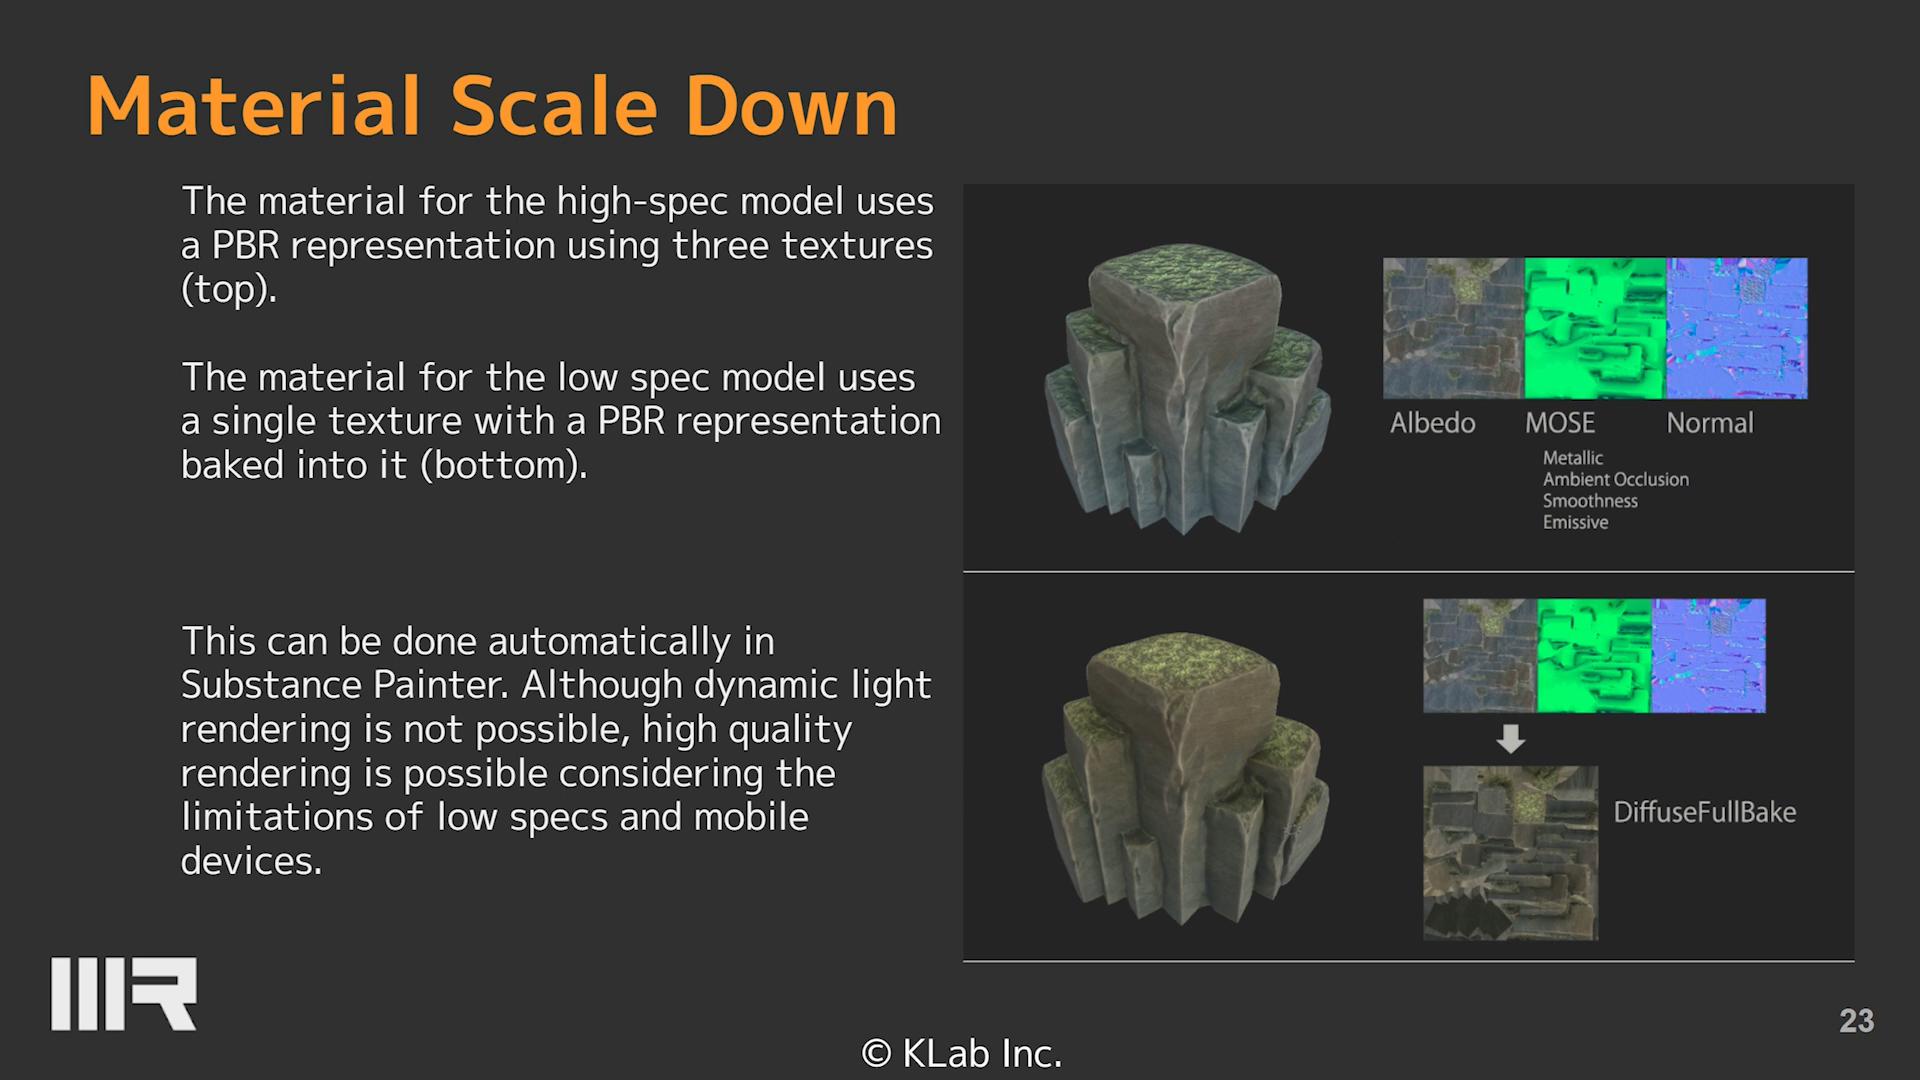 Material Scale Down
The material for the high-spec model uses
a PBR representation using three textures
(top).
The material for the low spec model uses
a single texture with a PBR representation
baked into it (bottom).
This can be done automatically in
Substance Painter. Although dynamic light
rendering is not possible, high quality
rendering is possible considering the
limitations of low specs and mobile
devices.
Albedo
MOSE
Normal
Metallic
Ambient Occlusion
Smoothness
Emissive
DiffuseFullBake
23
© KLab Inc.